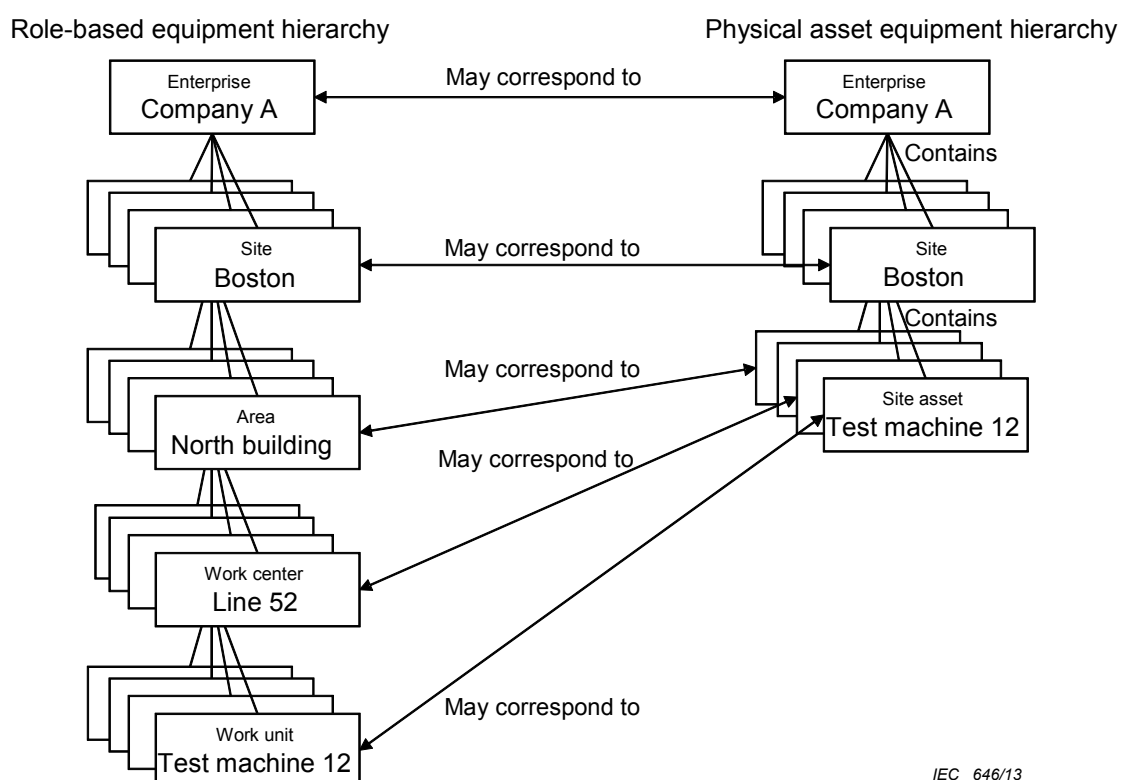 Role-based equipment hierarchy
Physical asset equipment hierarchy
Enterprise
Company A
May correspond to
Enterprise
Company A
Contains
Site
Boston
May correspond to
Site
Boston
Contains
Area
North building
May correspond to
Site asset
Test machine 12
May correspond to
Work center
Line 52
Work unit
Test machine 12
May correspond to
IEC 646/13